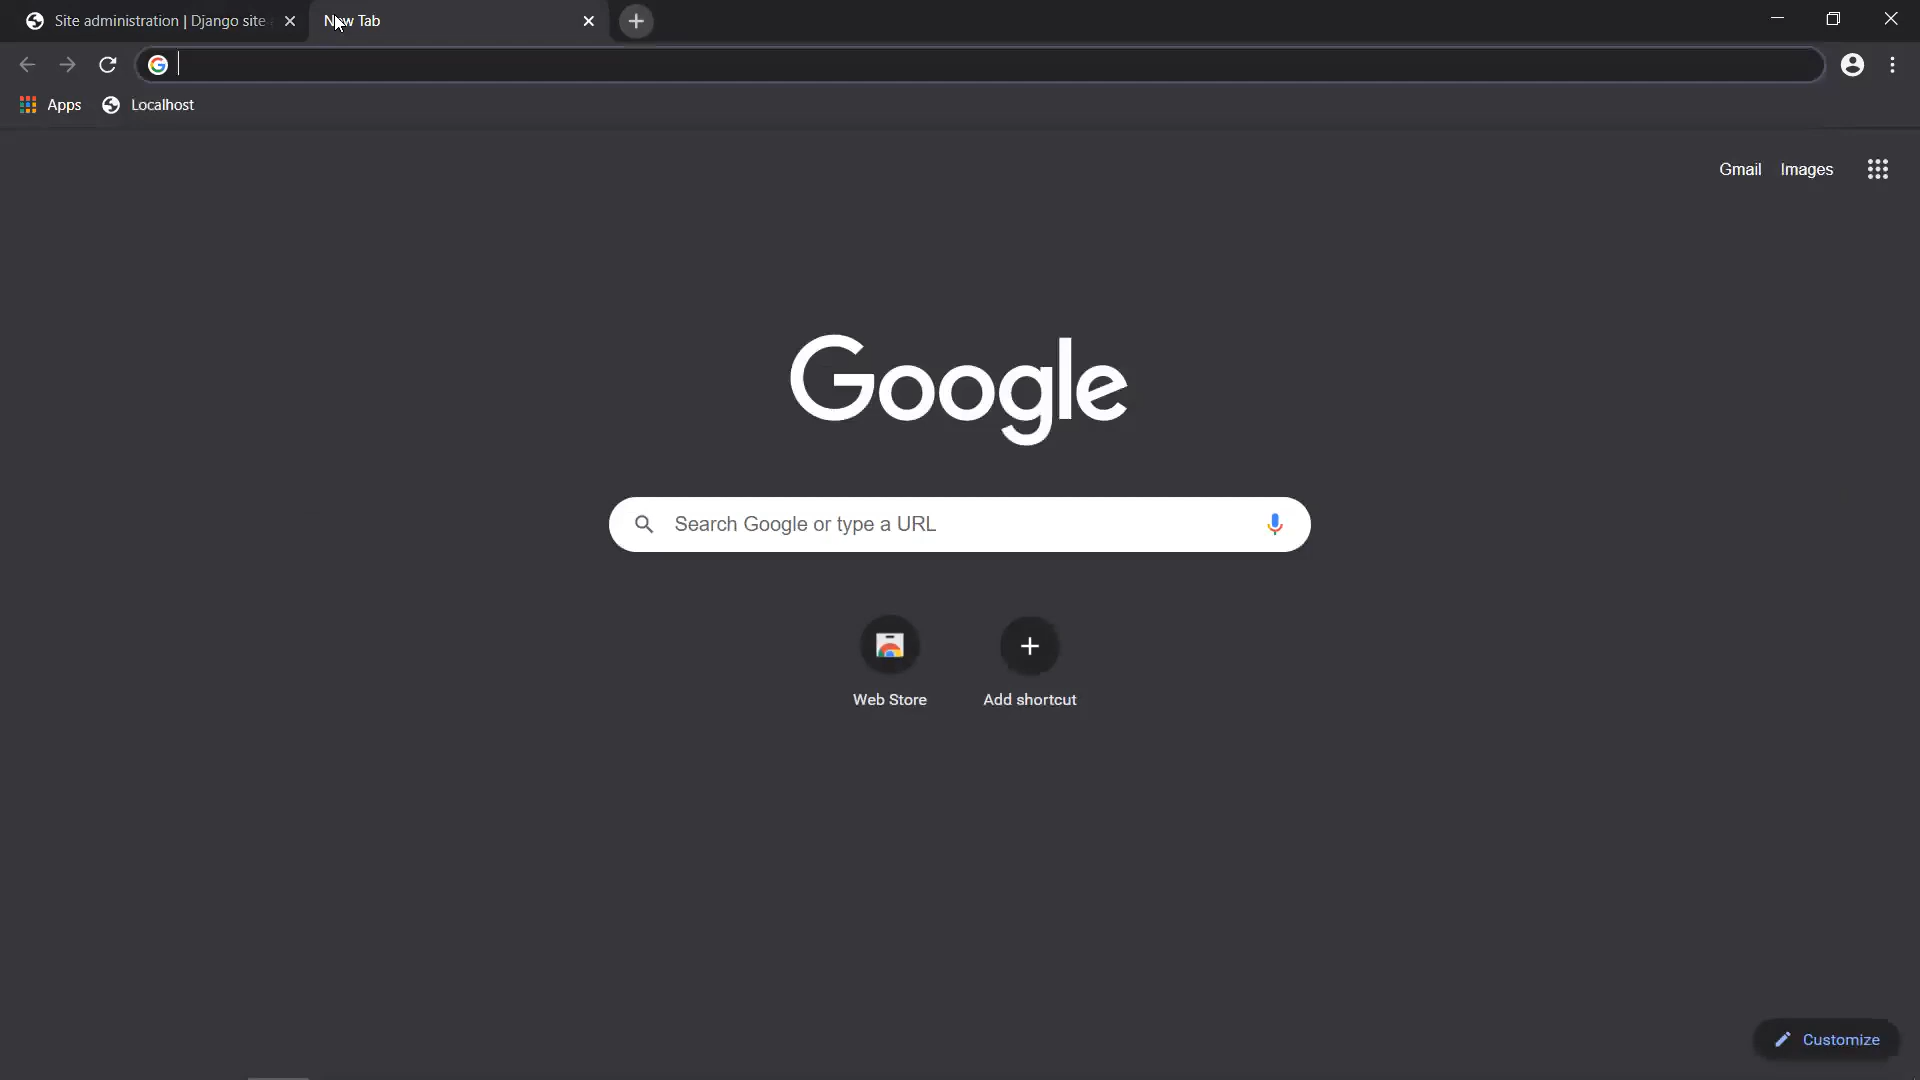 Site administration | Django site
New Tab
Apps
Localhost
Gmail
Images
Google
Search Google or type a URL
Web Store
Add shortcut
Customize